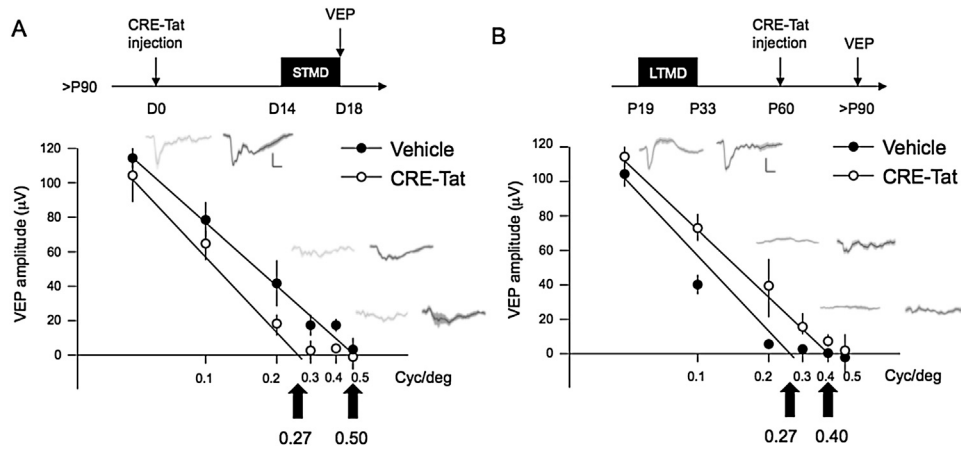 A
CRE-Tat
injection
VEP
STMD
>P90
D0
D14
D18
Vehicle
CRE-Tat
VEP amplitude (µV)
120
100
80
60
40
20
0
0.1
0.2
0.3
0.4
0.5
Cyc/deg
0.27
0.50
B
CRE-Tat
injection
VEP
LTMD
P19
P33
P60
>P90
Vehicle
CRE-Tat
VEP amplitude (µV)
120
100
80
60
40
20
0
0.1
0.2
0.3
0.4
0.5
Cyc/deg
0.27
0.40